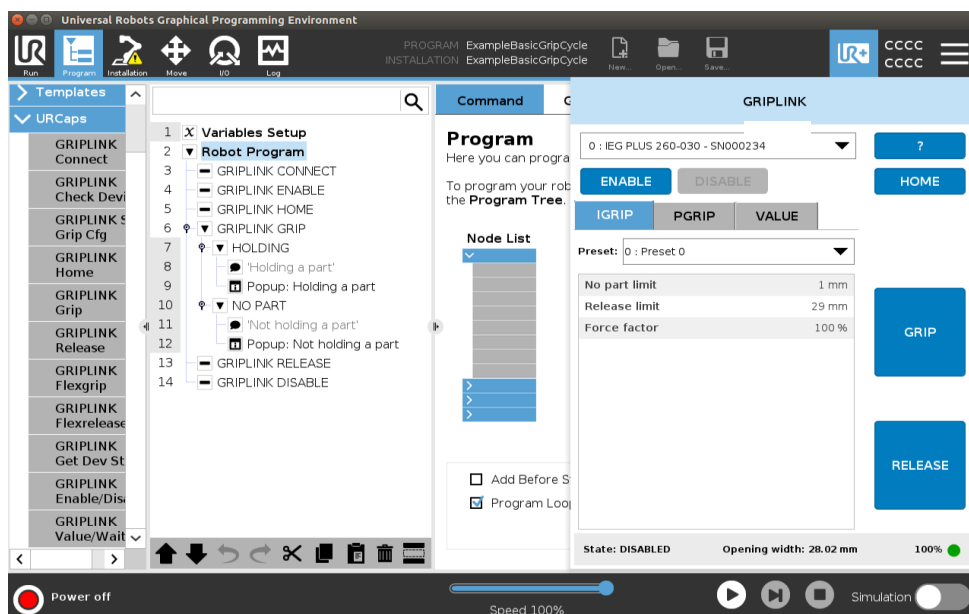 Universal Robots Graphical Programming Environment
UR
Run
Program
Installation
Move
I/O
Log
PROGRAM ExampleBasicGripCycle
INSTALLATION ExampleBasicGripCycle
New...
Open...
Save...
UR+
CCCC
CCCC
Templates
URCaps
GRIPLINK
Connect
GRIPLINK
Check Devi
GRIPLINK S
Grip Cfg
GRIPLINK
Home
GRIPLINK
Grip
GRIPLINK
Release
GRIPLINK
Flexgrip
GRIPLINK
Flexrelease
GRIPLINK
Get Dev St
GRIPLINK
Enable/Dis
GRIPLINK
Value/Wait
1 X Variables Setup
2 Robot Program
3 GRIPLINK CONNECT
4 GRIPLINK ENABLE
5 GRIPLINK HOME
6 GRIPLINK GRIP
7 HOLDING
8 'Holding a part'
9 Popup: Holding a part
10 NO PART
11 'Not holding a part'
12 Popup: Not holding a part
13 GRIPLINK RELEASE
14 GRIPLINK DISABLE
Command
G
Program
Here you can progra
To program your rob
the Program Tree.
Node List
Add Before S
Program Loo
GRIPLINK
0 : IEG PLUS 260-030 - SN000234
?
ENABLE
DISABLE
HOME
IGRIP
PGRIP
VALUE
Preset: 0 : Preset 0
No part limit 1 mm
Release limit 29 mm
Force factor 100 %
GRIP
RELEASE
State: DISABLED Opening width: 28.02 mm 100%
Power off
Speed 100%
Simulation